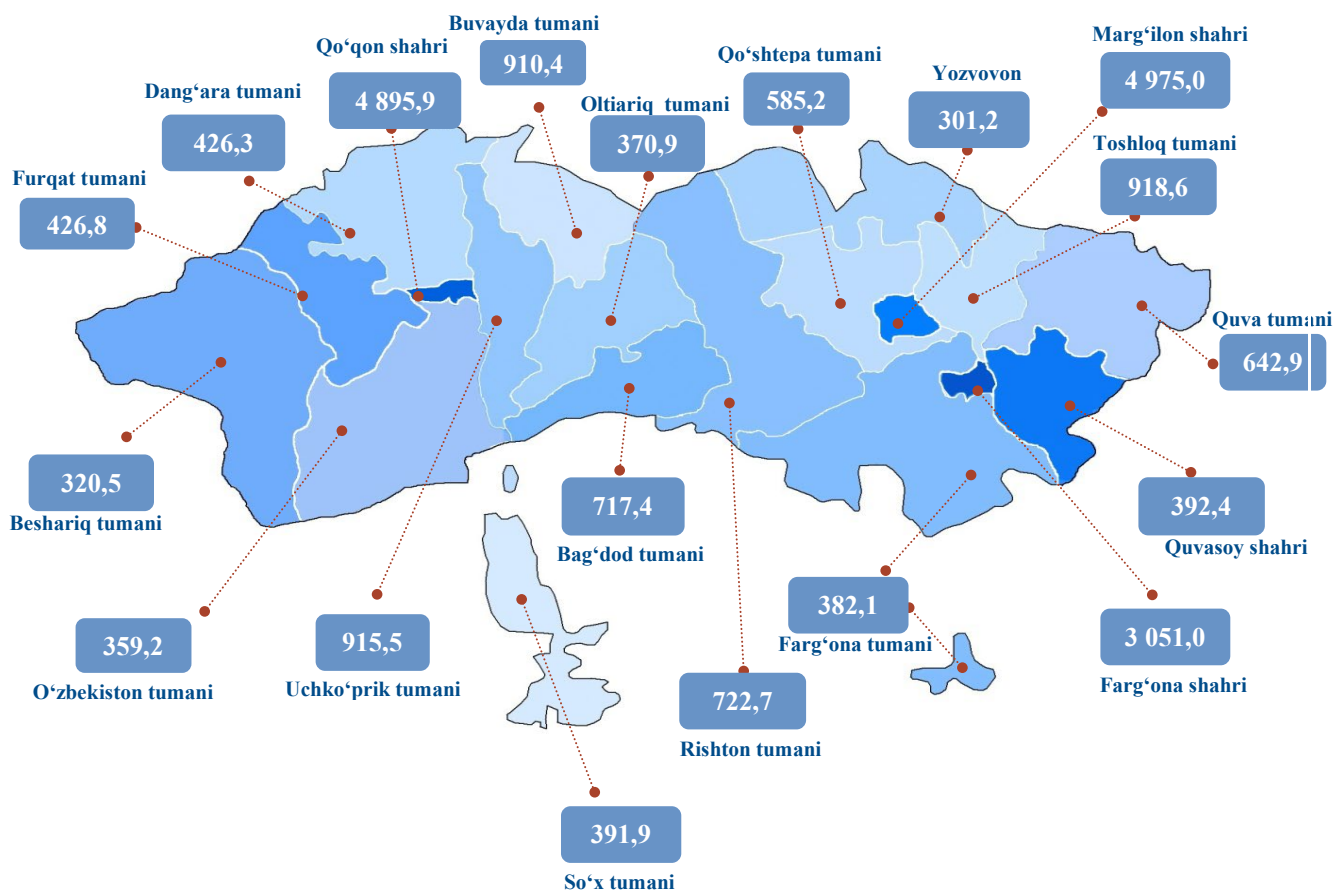 Buvayda tumani
910,4
Qo‘qon shahri
4 895,9
Dang‘ara tumani
426,3
Furqat tumani
426,8
Oltiariq tumani
370,9
Qo‘shtepa tumani
585,2
Yozvovon
301,2
Marg‘ilon shahri
4 975,0
Toshloq tumani
918,6
Quva tumani
642,9
320,5
Beshariq tumani
717,4
Bag‘dod tumani
392,4
Quvasoy shahri
359,2
O‘zbekiston tumani
915,5
Uchko‘prik tumani
382,1
Farg‘ona tumani
3 051,0
Farg‘ona shahri
722,7
Rishton tumani
391,9
So‘x tumani